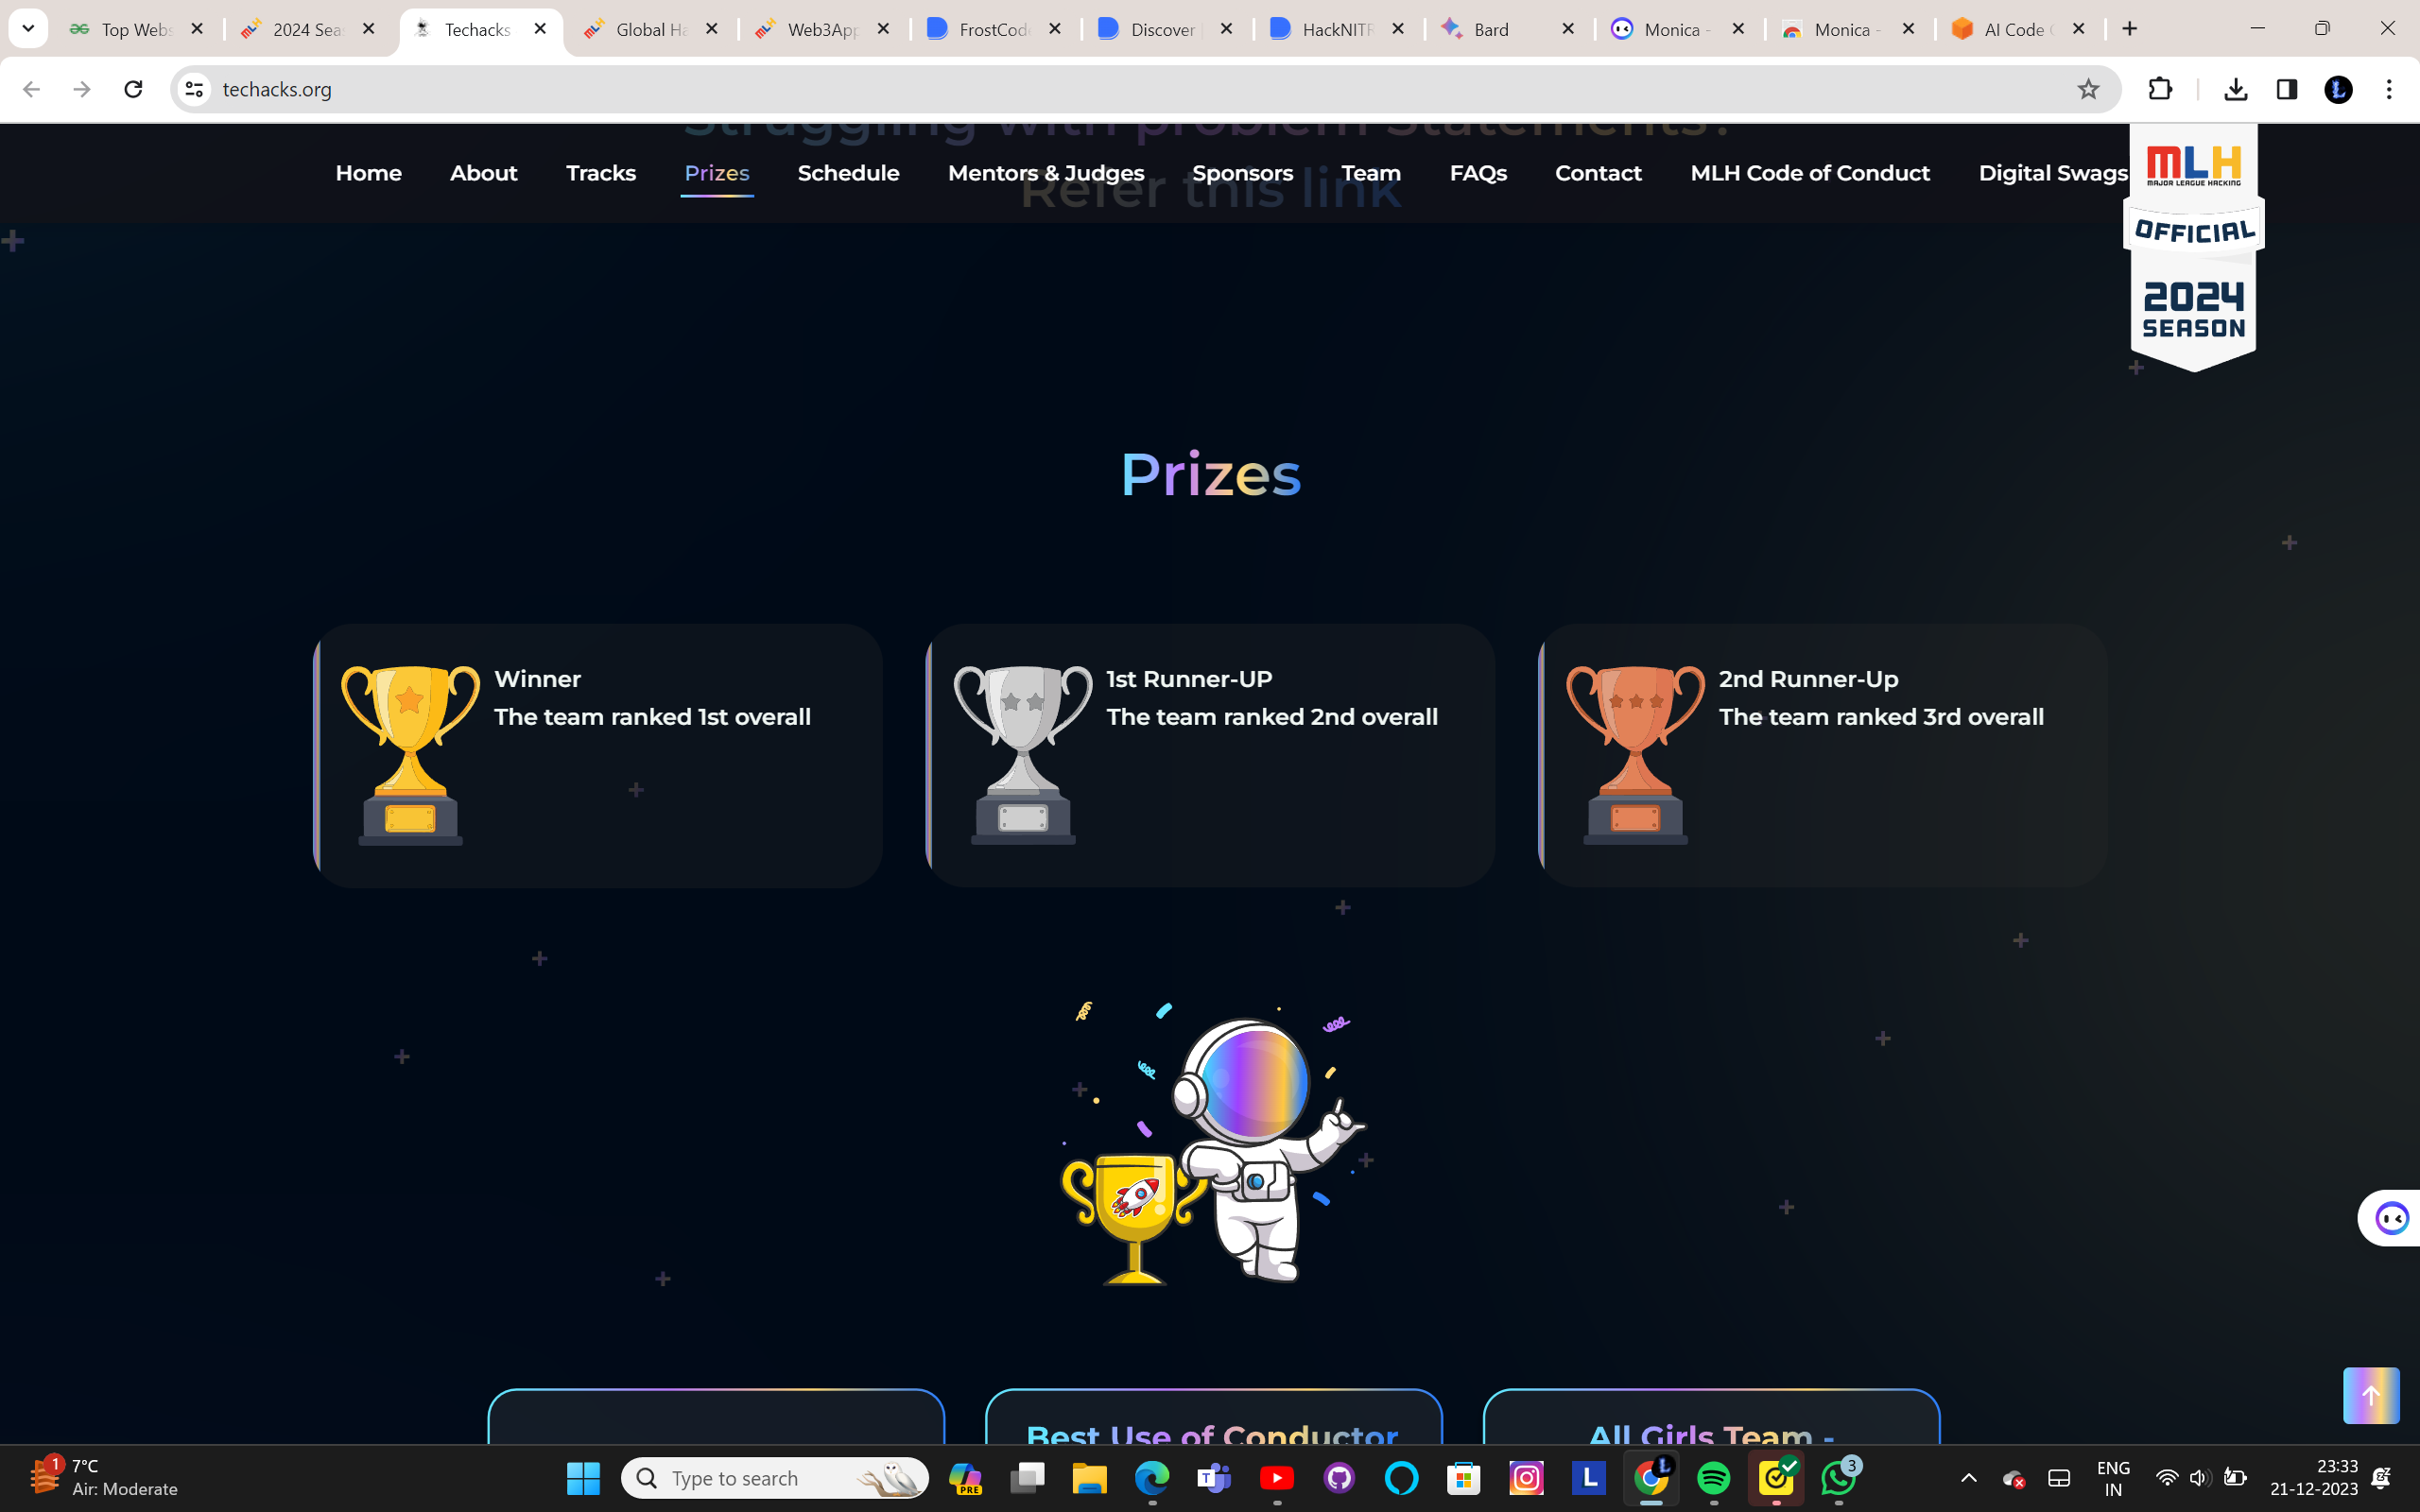 Top Webs
2024 Sea
Techacks
Global Ha
Web3App
FrostCod
Discover
HackNITR
Bard
Monica -
Monica -
AI Code
techacks.org
Struggling with problem Statements?
Refer this link
Home
About
Tracks
Prizes
Schedule
Mentors & Judges
Sponsors
Team
FAQs
Contact
MLH Code of Conduct
Digital Swags
MLH
MAJOR LEAGUE HACKING
OFFICIAL
2024
SEASON
Prizes
Winner
The team ranked 1st overall
1st Runner-UP
The team ranked 2nd overall
2nd Runner-Up
The team ranked 3rd overall
Best Use of Conductor
All Girls Team -
1
7°C
Air: Moderate
Type to search
PRE
T
L
L
3
ENG
IN
23:33
21-12-2023